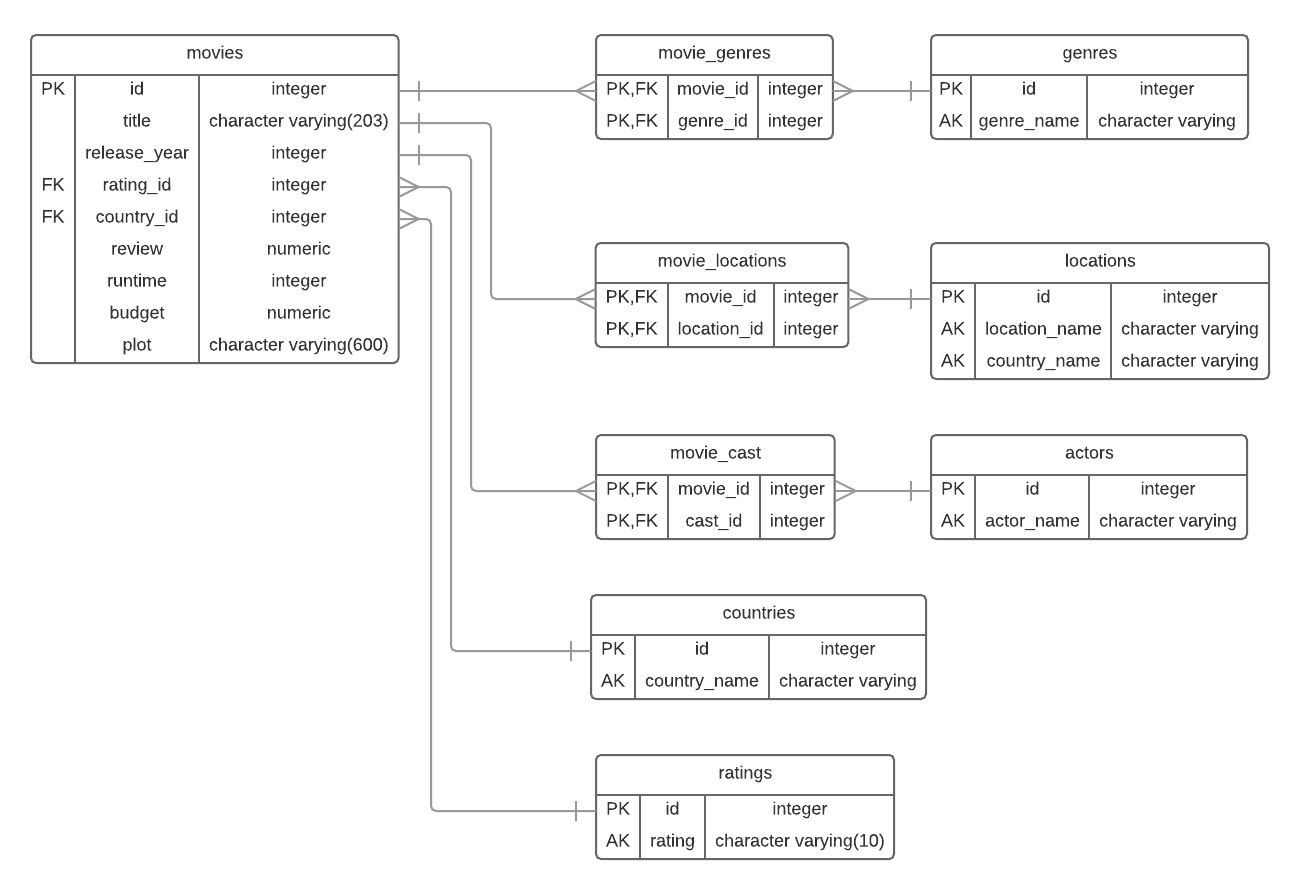 movies
PK id integer
title character varying(203)
release_year integer
FK rating_id integer
FK country_id integer
review numeric
runtime integer
budget numeric
plot character varying(600)
movie_genres
PK,FK movie_id integer
PK,FK genre_id integer
genres
PK id integer
AK genre_name character varying
movie_locations
PK,FK movie_id integer
PK,FK location_id integer
locations
PK id integer
AK location_name character varying
AK country_name character varying
movie_cast
PK,FK movie_id integer
PK,FK cast_id integer
actors
PK id integer
AK actor_name character varying
countries
PK id integer
AK country_name character varying
ratings
PK id integer
AK rating character varying(10)